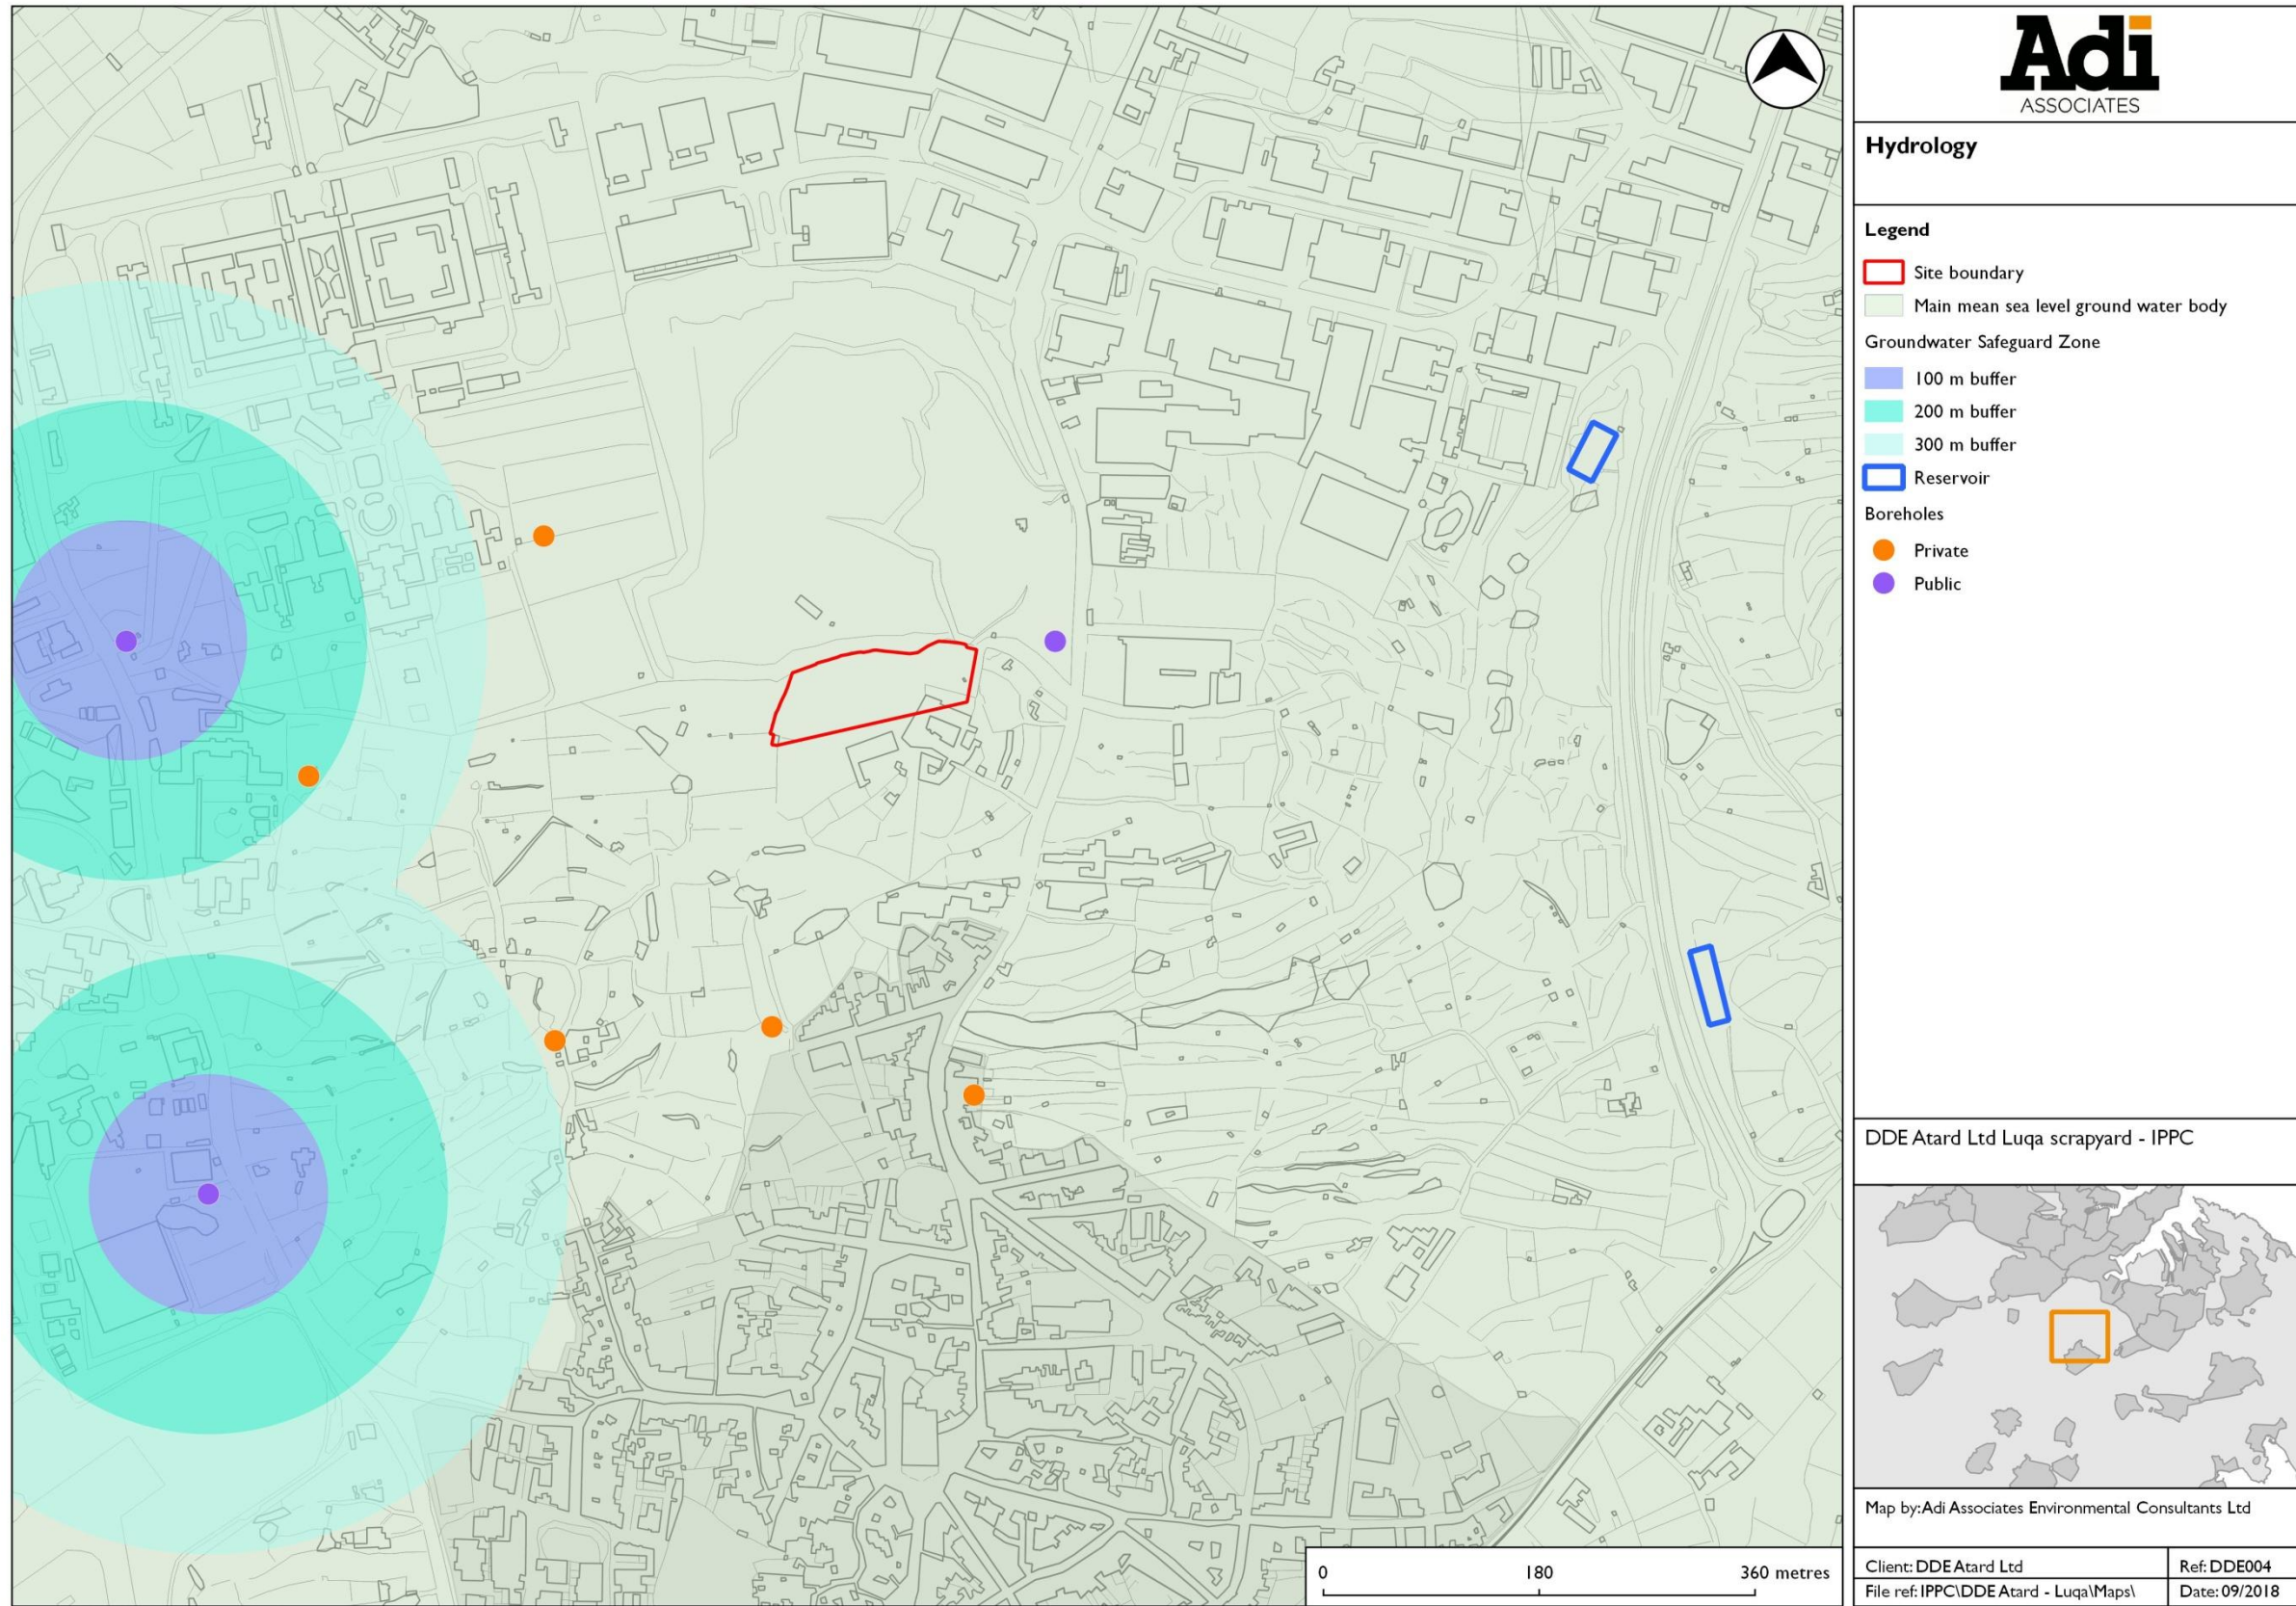 Adi
ASSOCIATES
Hydrology
Legend
Site boundary
Main mean sea level ground water body
Groundwater Safeguard Zone
100 m buffer
200 m buffer
300 m buffer
Reservoir
Boreholes
Private
Public
DDE Atard Ltd Luqa scrapyard - IPPC
Map by: Adi Associates Environmental Consultants Ltd
Client: DDE Atard Ltd
Ref: DDE004
File ref: IPPC\DDE Atard - Luqa\Maps\
Date: 09/2018
0 180 360 metres